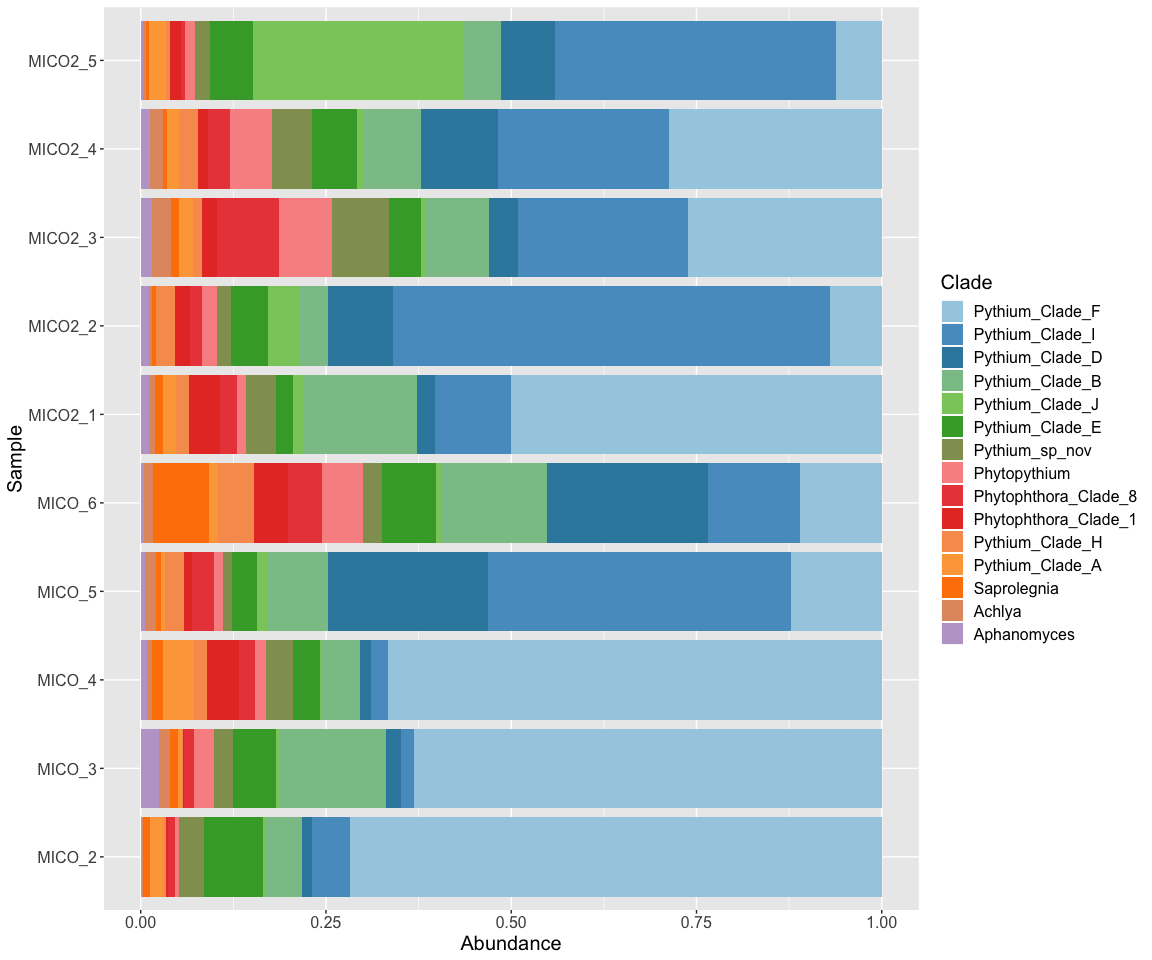 MICO2_5
MICO2_4
MICO2_3
MICO2_2
MICO2_1
MICO_6
MICO_5
MICO_4
MICO_3
MICO_2
Sample
0.00 0.25 0.50 0.75 1.00
Abundance
Clade
Pythium_Clade_F
Pythium_Clade_I
Pythium_Clade_D
Pythium_Clade_B
Pythium_Clade_J
Pythium_Clade_E
Pythium_sp_nov
Phytopythium
Phytophthora_Clade_8
Phytophthora_Clade_1
Pythium_Clade_H
Pythium_Clade_A
Saprolegnia
Achlya
Aphanomyces